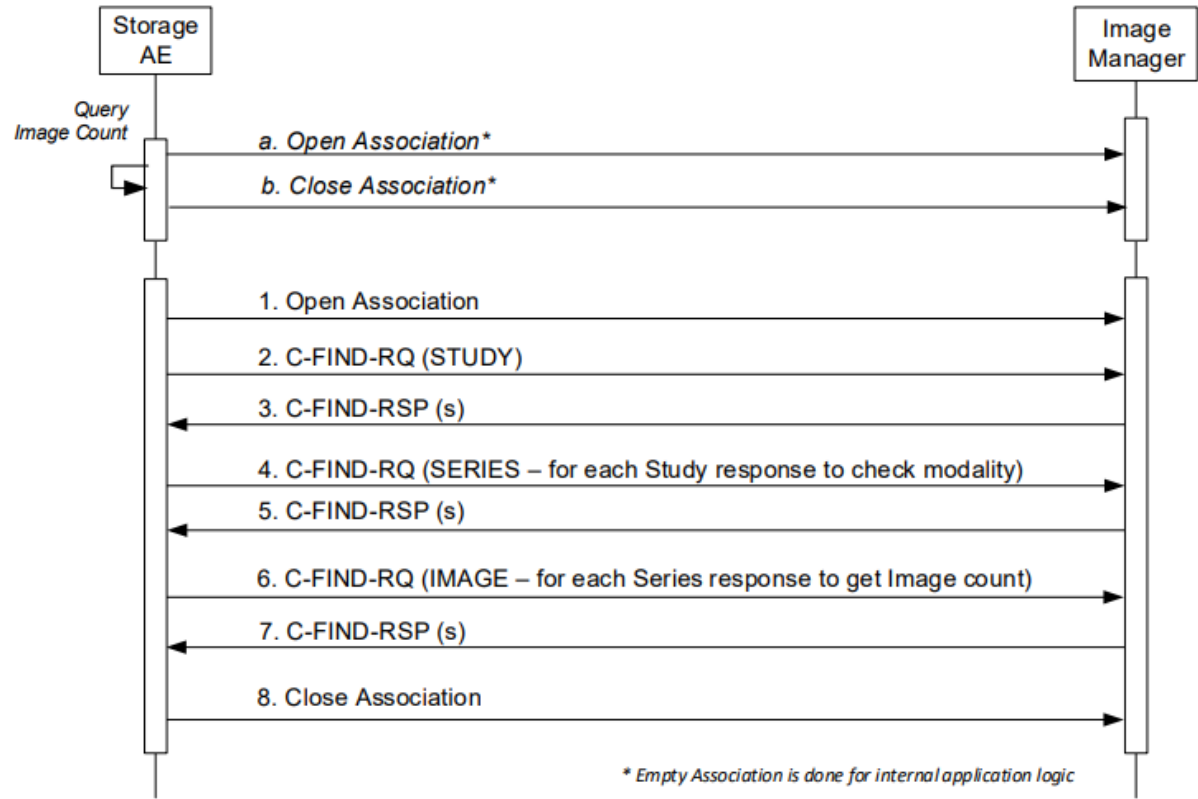 Storage
AE
Image
Manager
Query
Image Count
a. Open Association*
b. Close Association*
1. Open Association
2. C-FIND-RQ (STUDY)
3. C-FIND-RSP (s)
4. C-FIND-RQ (SERIES – for each Study response to check modality)
5. C-FIND-RSP (s)
6. C-FIND-RQ (IMAGE – for each Series response to get Image count)
7. C-FIND-RSP (s)
8. Close Association
* Empty Association is done for internal application logic